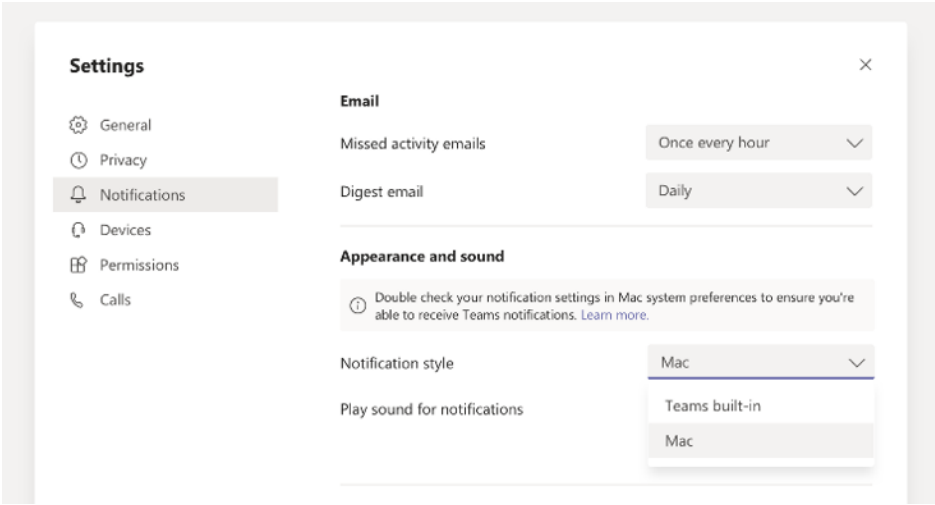 Settings
General
Privacy
Notifications
Devices
Permissions
Calls
Email
Missed activity emails
Once every hour
Digest email
Daily
Appearance and sound
Double check your notification settings in Mac system preferences to ensure you're
able to receive Teams notifications. Learn more.
Notification style
Mac
Play sound for notifications
Teams built-in
Mac